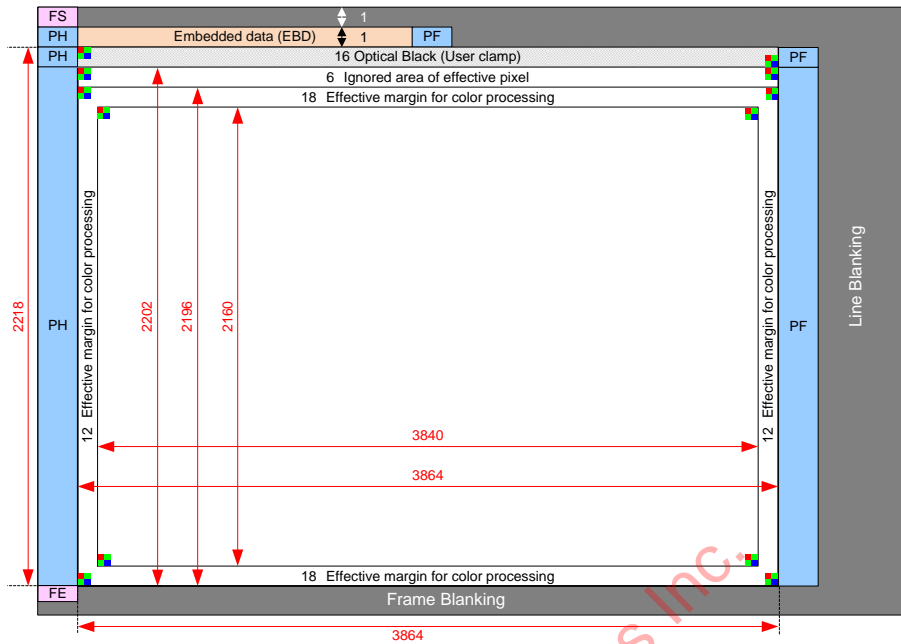 FS
1
PH
Embedded data (EBD)
1
PF
PH
16 Optical Black (User clamp)
PF
6 Ignored area of effective pixel
18 Effective margin for color processing
12 Effective margin for color processing
12 Effective margin for color processing
Line Blanking
2218
2202
2196
2160
PH
PF
3840
3864
18 Effective margin for color processing
FE
Frame Blanking
3864
s Inc.